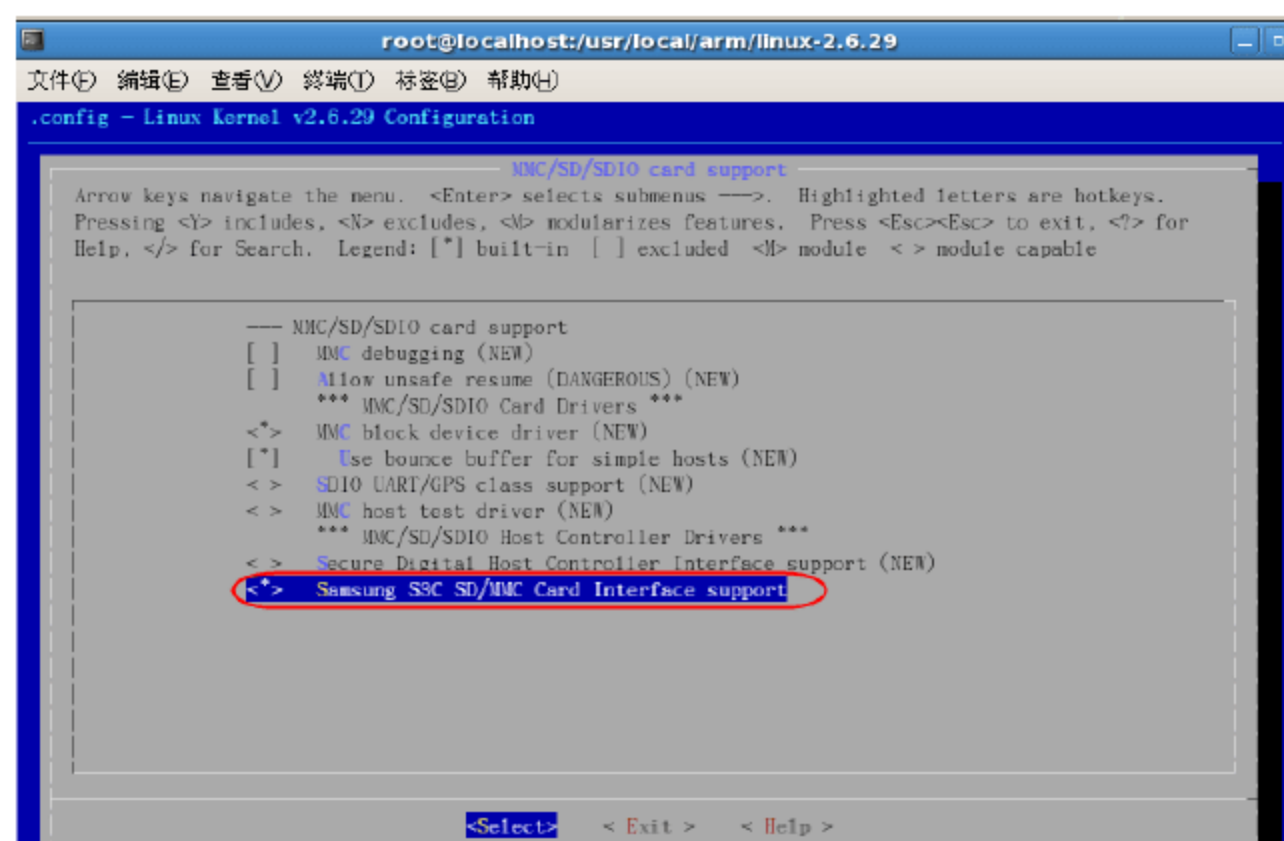 root@localhost:/usr/local/arm/linux-2.6.29
文件(F) 编辑(E) 查看(V) 终端(T) 标签(B) 帮助(H)
.config - Linux Kernel v2.6.29 Configuration
MMC/SD/SDIO card support
Arrow keys navigate the menu. <Enter> selects submenus --->. Highlighted letters are hotkeys.
Pressing <Y> includes, <N> excludes, <M> modularizes features. Press <Esc><Esc> to exit, <?> for
Help, </> for Search. Legend: [*] built-in [ ] excluded <M> module < > module capable
--- MMC/SD/SDIO card support
[ ] MMC debugging (NEW)
[ ] Allow unsafe resume (DANGEROUS) (NEW)
*** MMC/SD/SDIO Card Drivers ***
<*> MMC block device driver (NEW)
[*] Use bounce buffer for simple hosts (NEW)
< > SDIO UART/GPS class support (NEW)
< > MMC host test driver (NEW)
*** MMC/SD/SDIO Host Controller Drivers ***
< > Secure Digital Host Controller Interface support (NEW)
<*> Samsung S3C SD/MMC Card Interface support
<Select> < Exit > < Help >